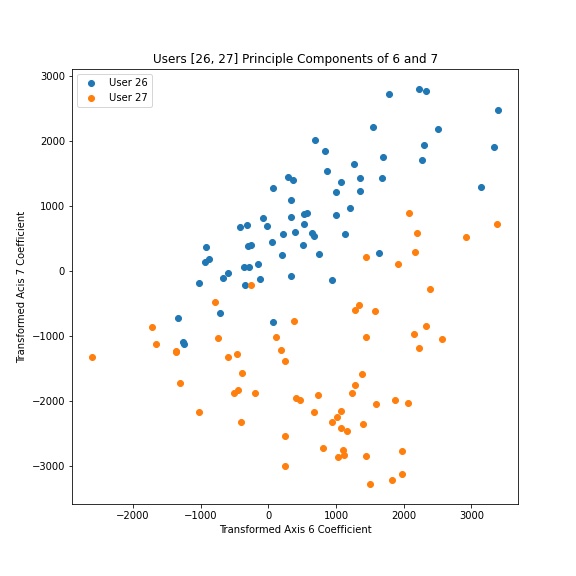 Users [26, 27] Principle Components of 6 and 7
User 26
User 27
Transformed Acis 7 Coefficient
3000
2000
1000
0
−1000
−2000
−3000
−2000 −1000 0 1000 2000 3000
Transformed Axis 6 Coefficient